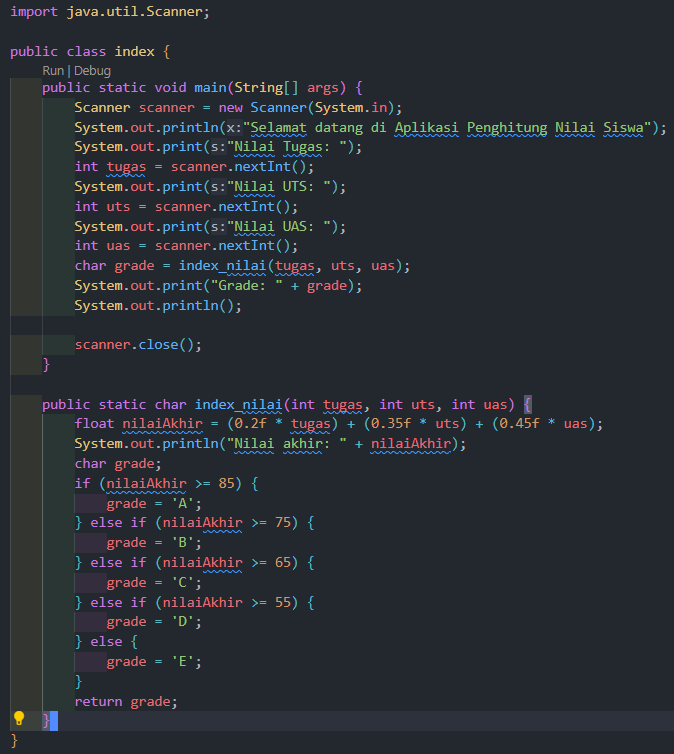 import java.util.Scanner;
public class index {
Run | Debug
public static void main(String[] args) {
Scanner scanner = new Scanner(System.in);
System.out.println(x:"Selamat datang di Aplikasi Penghitung Nilai Siswa");
System.out.print(s:"Nilai Tugas: ");
int tugas = scanner.nextInt();
System.out.print(s:"Nilai UTS: ");
int uts = scanner.nextInt();
System.out.print(s:"Nilai UAS: ");
int uas = scanner.nextInt();
char grade = index_nilai(tugas, uts, uas);
System.out.print("Grade: " + grade);
System.out.println();
scanner.close();
}
public static char index_nilai(int tugas, int uts, int uas) {
float nilaiAkhir = (0.2f * tugas) + (0.35f * uts) + (0.45f * uas);
System.out.println("Nilai akhir: " + nilaiAkhir);
char grade;
if (nilaiAkhir >= 85) {
grade = 'A';
} else if (nilaiAkhir >= 75) {
grade = 'B';
} else if (nilaiAkhir >= 65) {
grade = 'C';
} else if (nilaiAkhir >= 55) {
grade = 'D';
} else {
grade = 'E';
}
return grade;
}
}